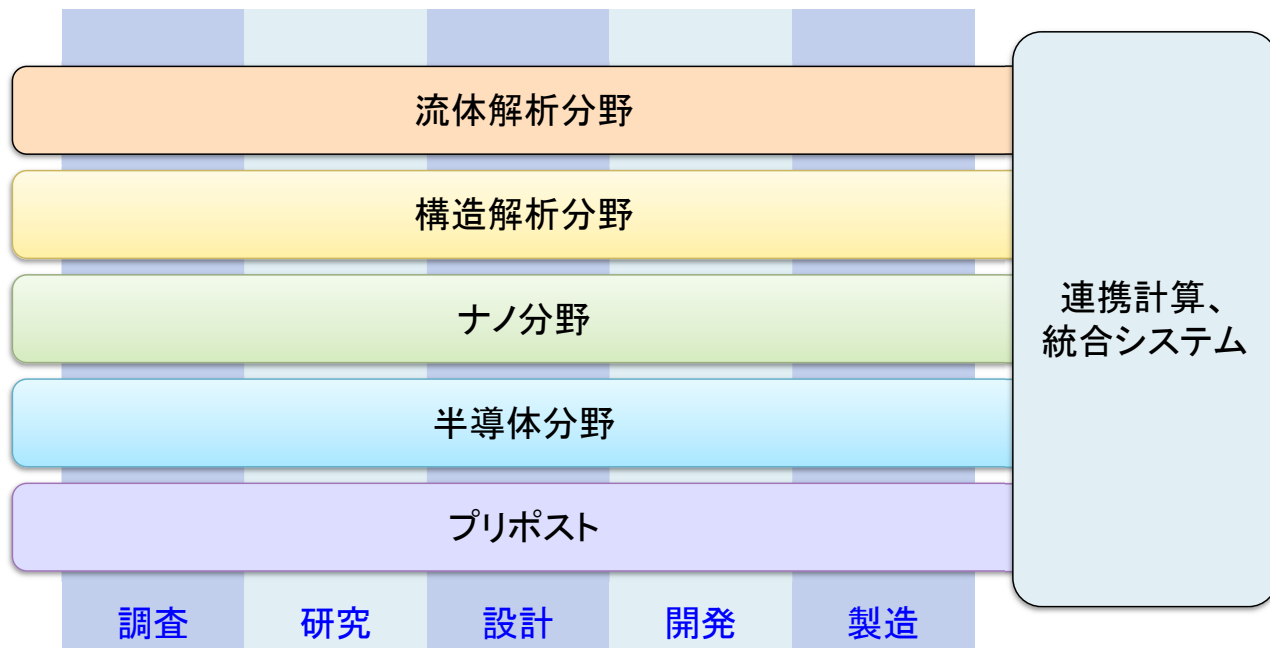 流体解析分野
構造解析分野
ナノ分野
半導体分野
プリポスト
連携計算、
統合システム
調査
研究
設計
開発
製造